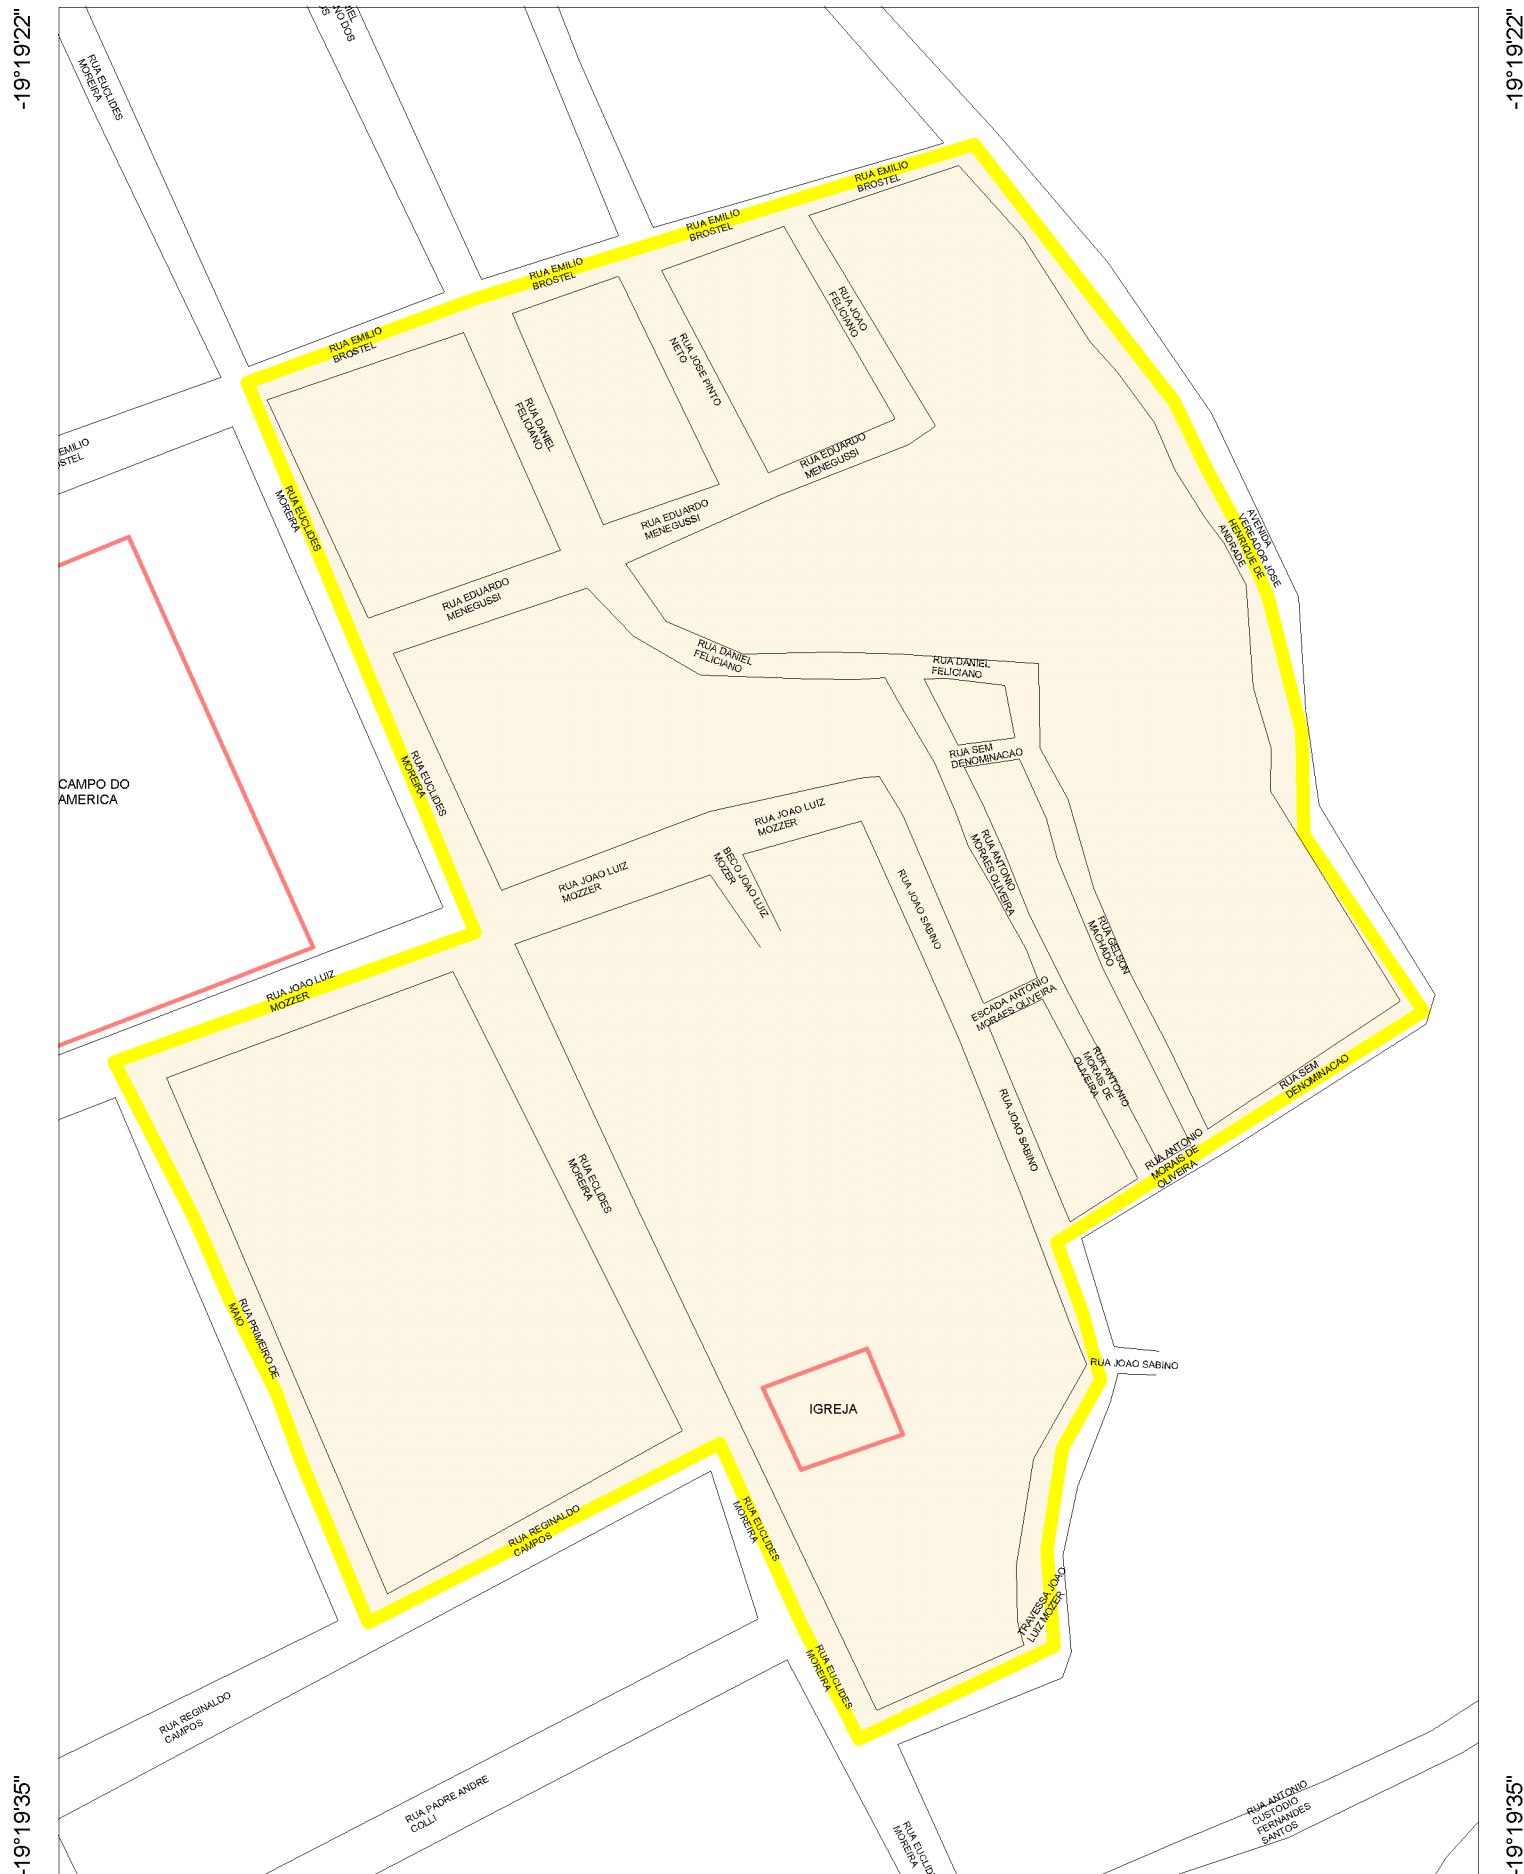 -19°19'22"
-19°19'22"
RUA EUCLIDES
MOREIRA
RUA EMILIO
BROSTEL
RUA EMILIO
BROSTEL
RUA EMILIO
BROSTEL
RUA EMILIO
BROSTEL
EMILIO
RUA JOAO
FELICIANO
RUA JOSE PINTO
NETO
RUA DANIEL
FELICIANO
RUA EDUARDO
MENEGUSSI
RUA EDUARDO
MENEGUSSI
RUA EDUARDO
MENEGUSSI
RUA EUCLIDES
MOREIRA
AVENIDA
VEREADOR JOSE
HENRIQUE DE
ANDRADE
RUA DANIEL
FELICIANO
RUA DANIEL
FELICIANO
RUA SEM
DENOMINACAO
CAMPO DO
AMERICA
RUA EUCLIDES
MOREIRA
RUA JOAO LUIZ
MOZZER
RUA JOAO LUIZ
MOZZER
BECO JOAO LUIZ
MOZER
RUA ANTONIO
MORAES OLIVEIRA
RUA JOAO SABINO
RUA GELSON
MACHADO
RUA JOAO LUIZ
MOZZER
ESCADA ANTONIO
MORAES OLIVEIRA
RUA ANTONIO
MORAIS DE
OLIVEIRA
RUA SEM
DENOMINACAO
RUA JOAO SABINO
RUA ANTONIO
MORAIS DE
OLIVEIRA
RUA ECLIDES
MOREIRA
RUA PRIMEIRO DE
MAIO
RUA JOAO SABINO
IGREJA
RUA REGINALDO
CAMPOS
RUA EUCLIDES
MOREIRA
TRAVESSA JOAO
LUIZ MOZER
RUA EUCLIDES
MOREIRA
RUA REGINALDO
CAMPOS
RUA PADRE ANDRE
COLLI
RUA ANTONIO
CUSTODIO
FERNANDES
SANTOS
RUA EUCLID
MOREIRA
-19°19'35"
-19°19'35"